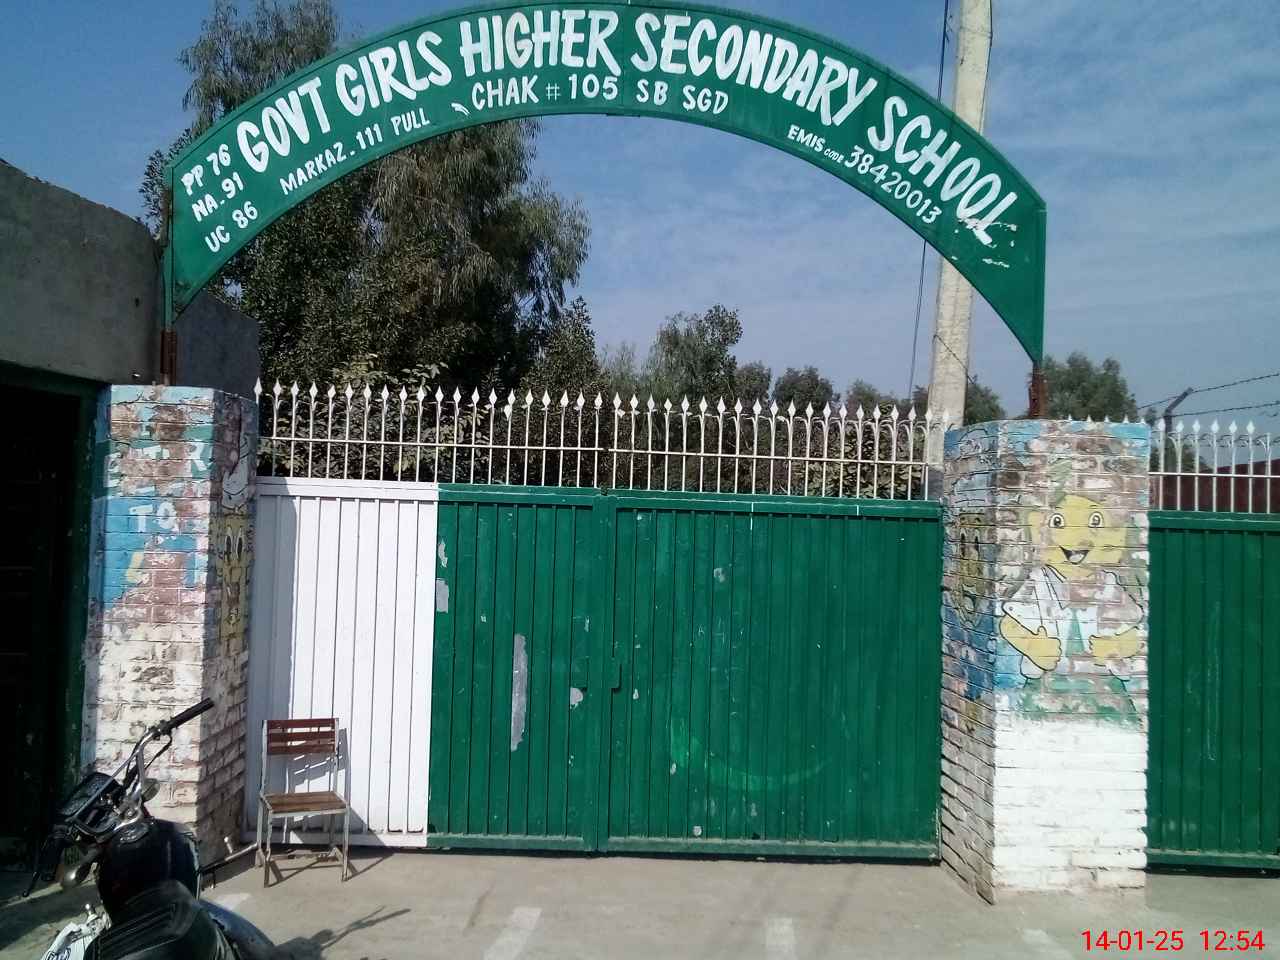 GOVT GIRLS HIGHER SECONDARY SCHOOL
PP 76
NA-91
UC 86
MARKAZ-111 PULL
CHAK # 105 SB SGD
EMIS CODE 38420013
TO
14-01-25 12:54